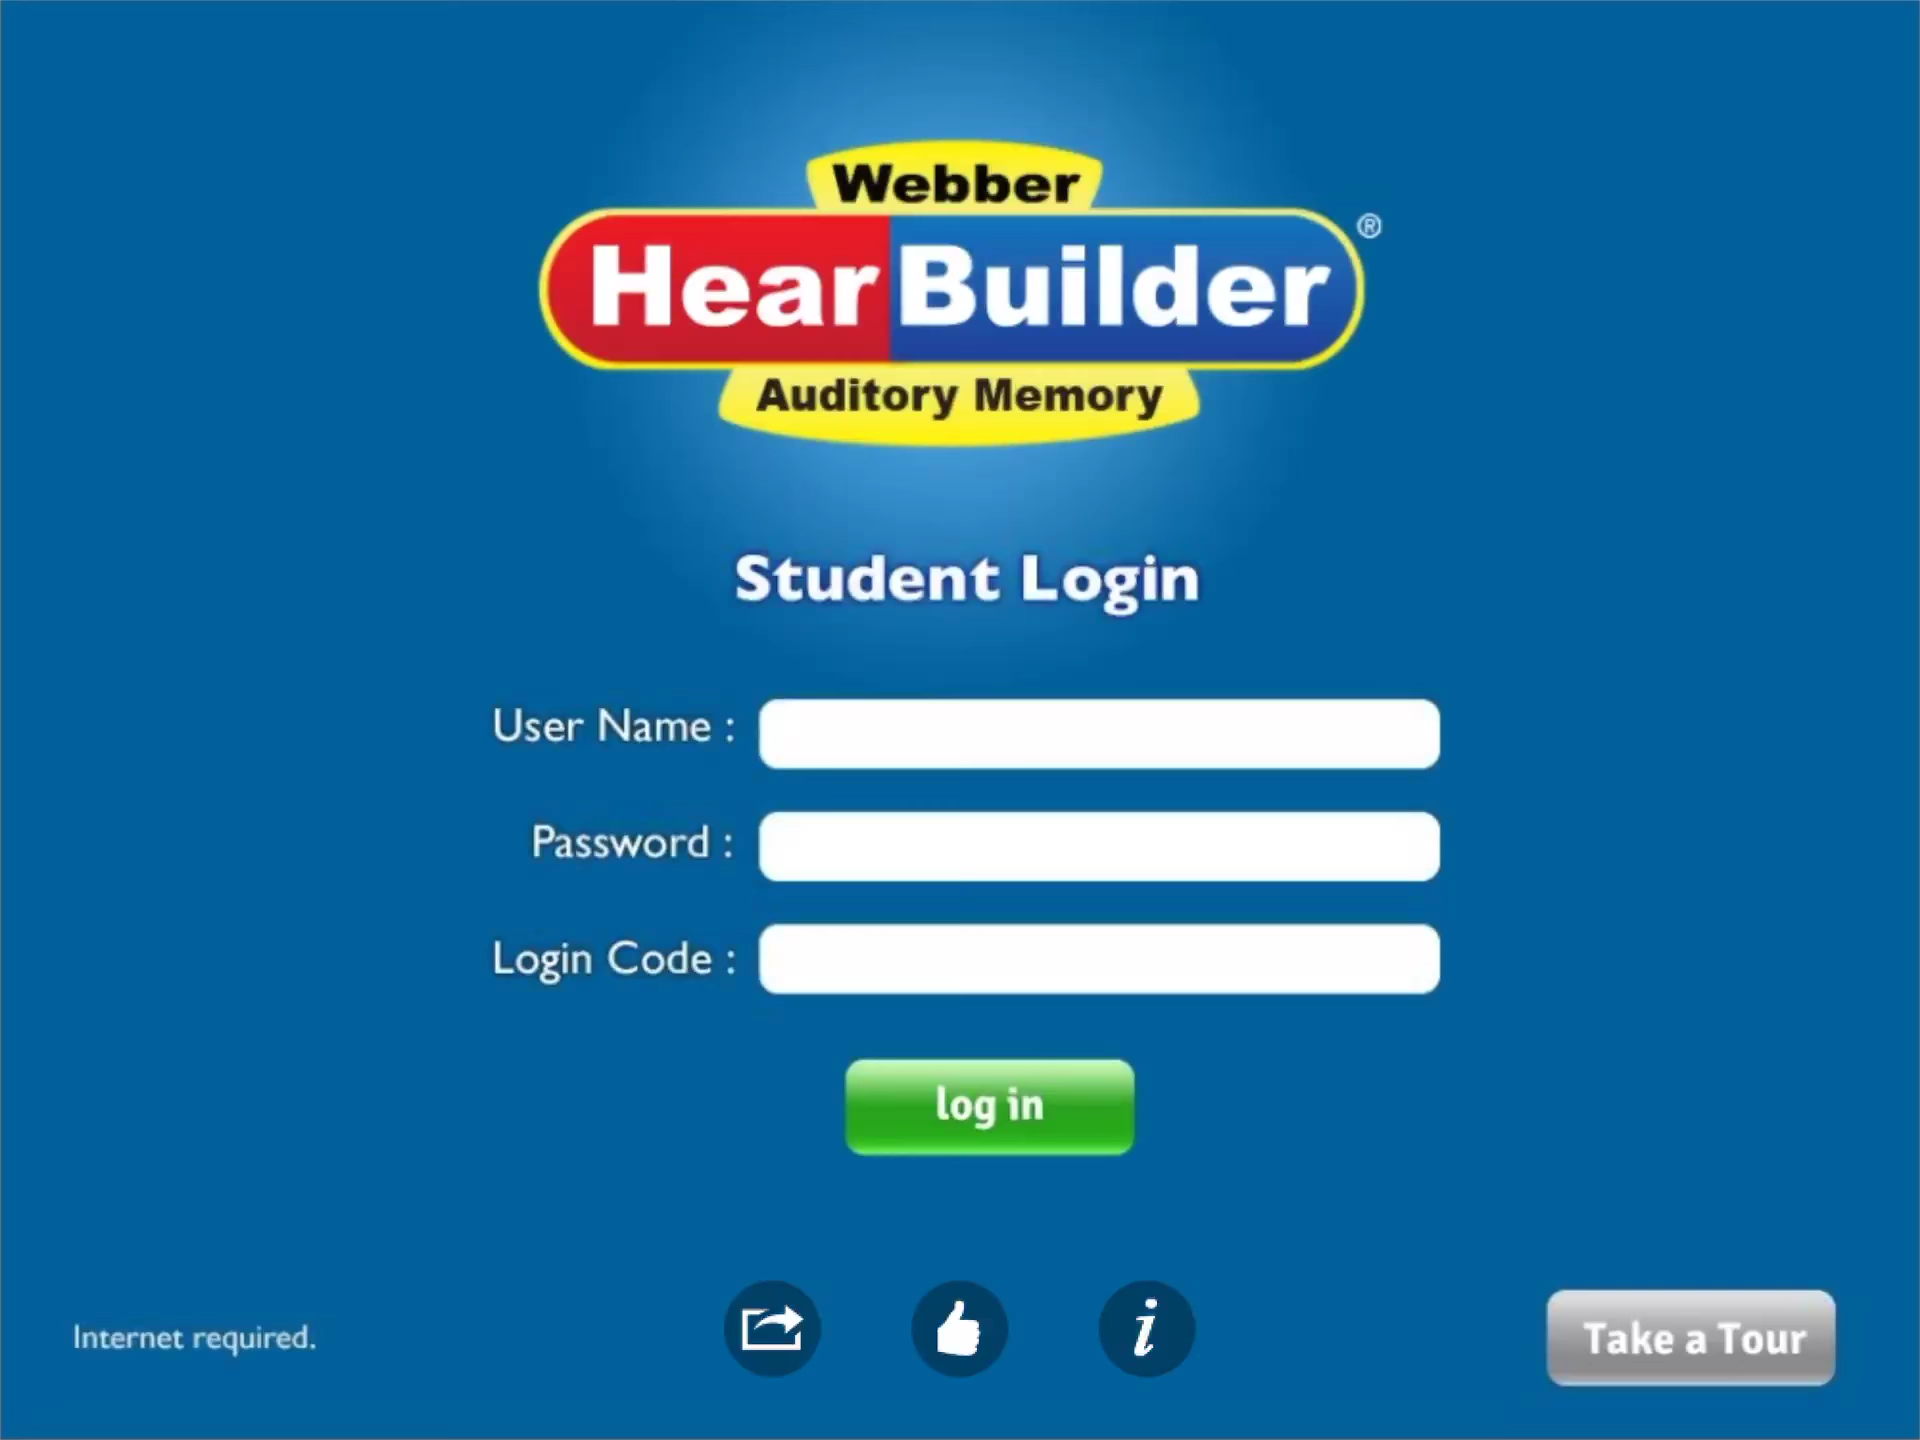 Webber
HearBuilder®
Auditory Memory
Student Login
User Name :
Password :
Login Code :
log in
Internet required.
i
Take a Tour